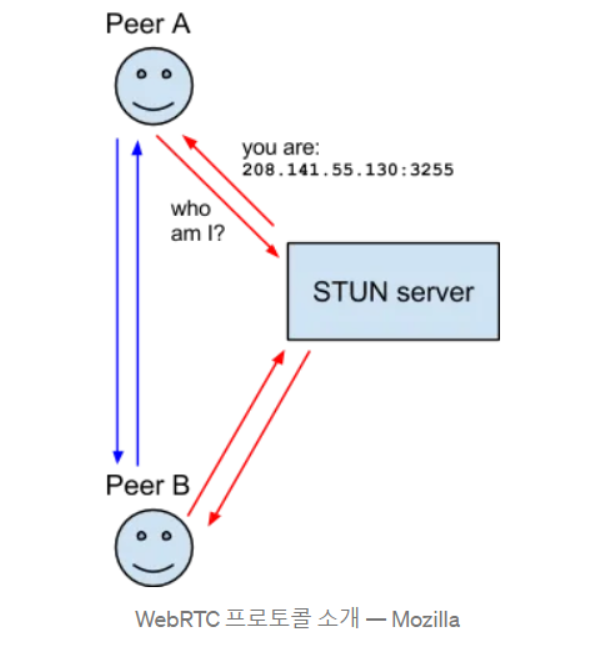 Peer A
you are:
208.141.55.130:3255
who
am I?
STUN server
Peer B
WebRTC 프로토콜 소개 — Mozilla